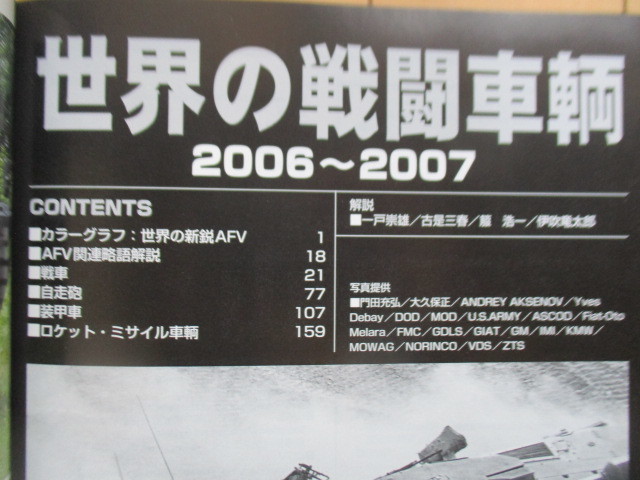 世界の戦闘車輌
2006〜2007
CONTENTS
■カラーグラフ：世界の新鋭AFV 1
■AFV関連略語解説 18
■戦車 21
■自走砲 77
■装甲車 107
■ロケット・ミサイル車輌 159
解説
■一戸崇雄／古是三春／ 浩一／伊吹竜太郎
写真提供
■門田充弘／大久保正／ANDREY AKSENOV／Yves
Debay／DOD／MOD／U.S.ARMY／ASCOD／Fiat-Oto
Melara／FMC／GDLS／GIAT／GM／IMI／KMW／
MOWAG／NORINCO／VDS／ZTS